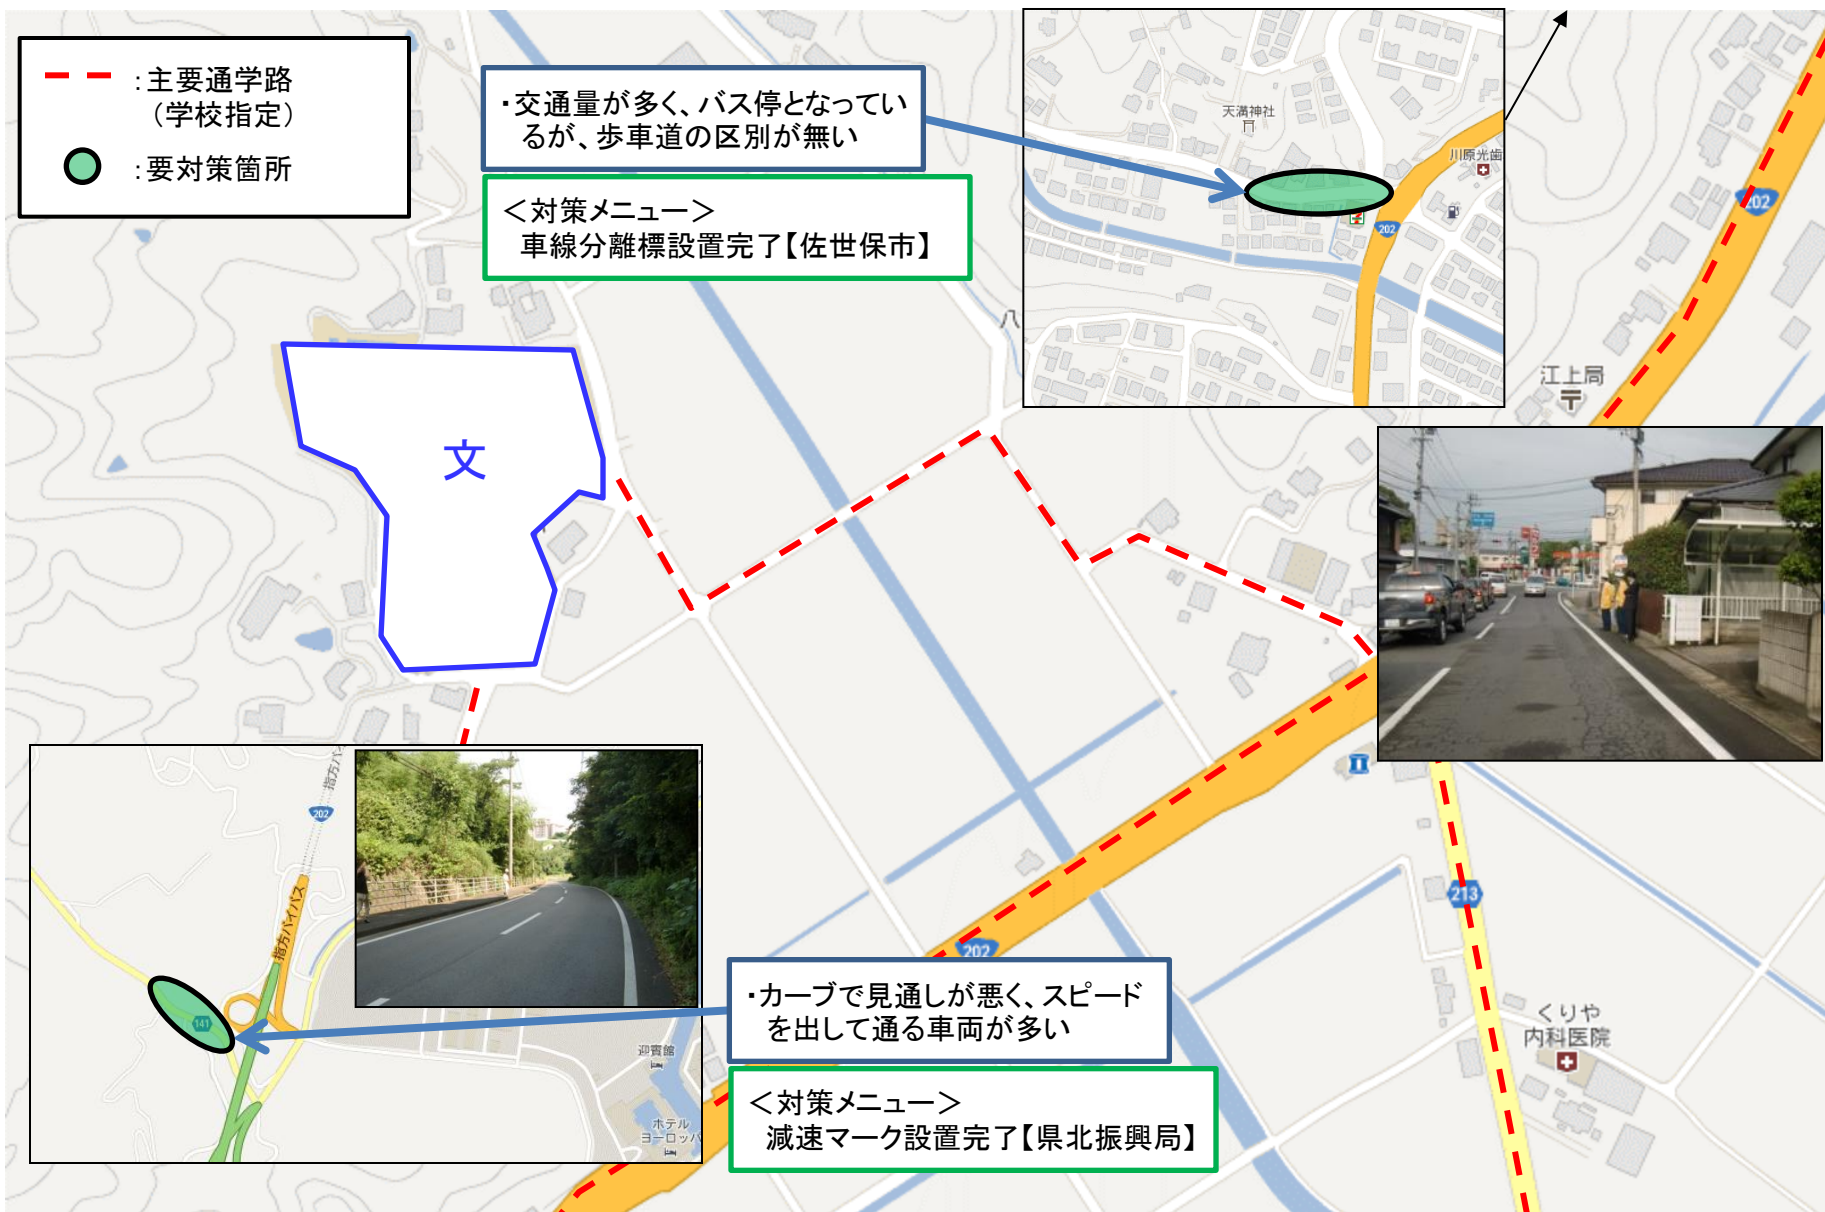 ：主要通学路
（学校指定）
：要対策箇所
・交通量が多く、バス停となってい
るが、歩車道の区別が無い
＜対策メニュー＞
車線分離標設置完了【佐世保市】
天満神社
川原光歯
202
202
八
江上局
文
指方バイパ
202
指方バイパス
141
迎賓館
ホテル
ヨーロッパ
202
213
・カーブで見通しが悪く、スピード
を出して通る車両が多い
＜対策メニュー＞
減速マーク設置完了【県北振興局】
くりや
内科医院